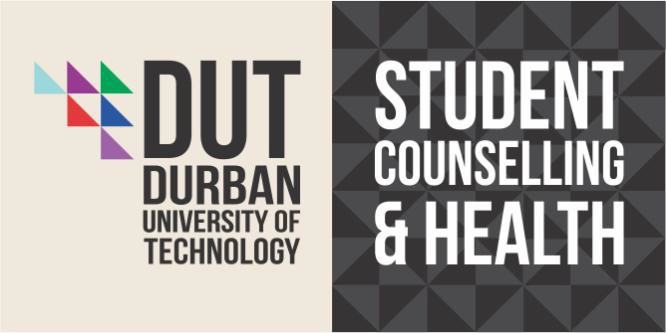 DUT
DURBAN
UNIVERSITY OF
TECHNOLOGY
STUDENT
COUNSELLING
& HEALTH